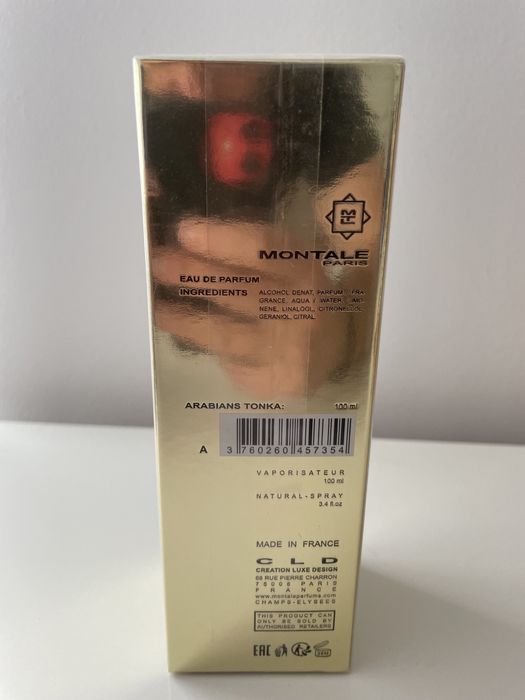 MONTALE
PARIS
EAU DE PARFUM
INGREDIENTS ALCOHOL DENAT, PARFUM / FRA-
GRANCE, AQUA / WATER, LIMO-
NENE, LINALOOL, CITRONELLOL,
GERANIOL, CITRAL.
ARABIANS TONKA: 100 ml
A 3 760260 457354
VAPORISATEUR
100 ml
NATURAL-SPRAY
3.4 fl.oz
MADE IN FRANCE
CLD
CREATION LUXE DESIGN
68 RUE PIERRE CHARRON
75008 PARIS
FRANCE
www.montaleparfums.com
CHAMPS-ELYSEES
THIS PRODUCT CAN
ONLY BE SOLD BY
AUTHORISED RETAILERS
EAC